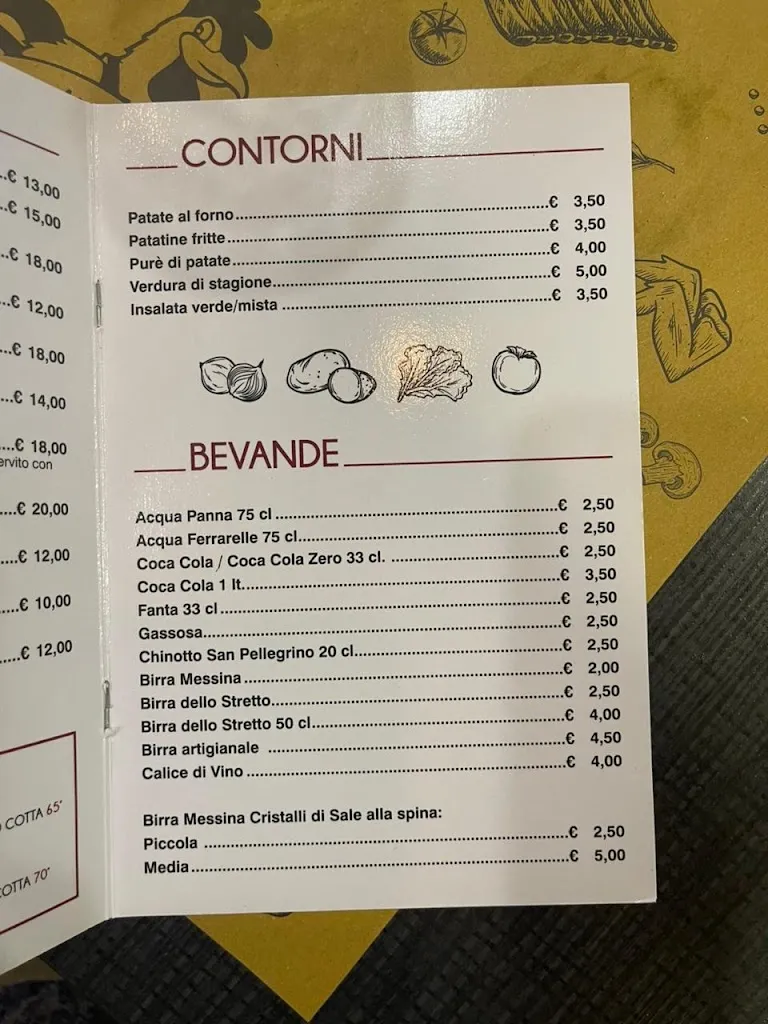 ..€ 13,00
..€ 15,00
..€ 18,00
...€ 12,00
...€ 18,00
...€ 14,00
....€ 18,00
ervito con
....€ 20,00
....€ 12,00
....€ 10,00
.....€ 12,00
COTTA 65°
COTTA 70°
CONTORNI
Patate al forno € 3,50
Patatine fritte € 3,50
Purè di patate € 4,00
Verdura di stagione € 5,00
Insalata verde/mista € 3,50
BEVANDE
Acqua Panna 75 cl € 2,50
Acqua Ferrarelle 75 cl € 2,50
Coca Cola / Coca Cola Zero 33 cl. € 2,50
Coca Cola 1 lt. € 3,50
Fanta 33 cl € 2,50
Gassosa € 2,50
Chinotto San Pellegrino 20 cl € 2,50
Birra Messina € 2,00
Birra dello Stretto € 2,50
Birra dello Stretto 50 cl € 4,00
Birra artigianale € 4,50
Calice di Vino € 4,00
Birra Messina Cristalli di Sale alla spina:
Piccola € 2,50
Media € 5,00